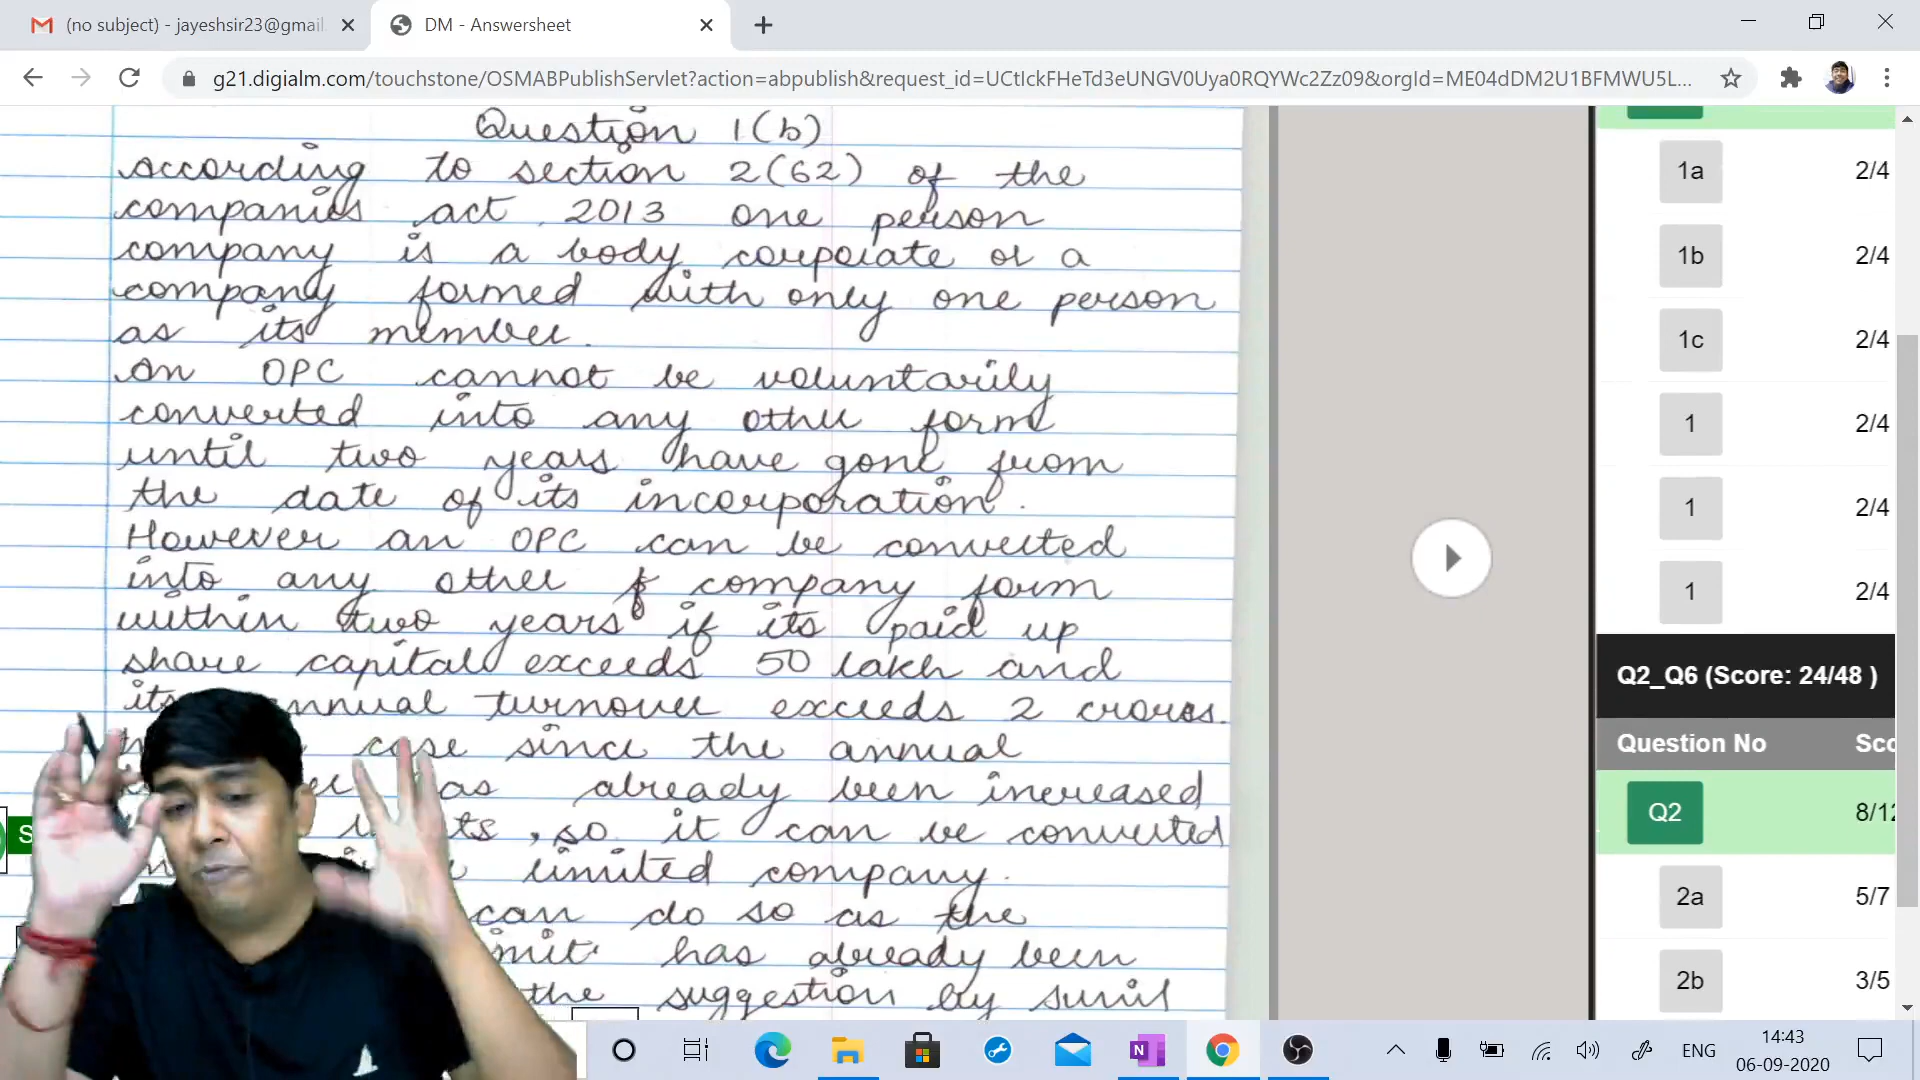 (no subject) - jayeshsir23@gmail.
DM - Answersheet
g21.digialm.com/touchstone/OSMABPublishServlet?action=abpublish&request_id=UCtIckFHeTd3eUNGV0Uya0RQYWc2Zz09&orgId=ME04dDM2U1BFMWU5L...
Question 1(b)
according to section 2(62) of the
companies act, 2013 one person
company is a body corporate or a
company formed with only one person
as its member.
An OPC cannot be voluntarily
converted into any other form
until two years have gone from
the date of its incorporation.
However an OPC can be converted
into any other company form
within two years if its paid up
share capital exceeds 50 lakh and
its annual turnover exceeds 2 crores.
case since the annual
as already been increased
, so it can be converted
limited company.
can do so as the
has already been
the suggestion by sunil
1a 2/4
1b 2/4
1c 2/4
1 2/4
1 2/4
1 2/4
Q2_Q6 (Score: 24/48 )
Question No Sco
Q2 8/12
2a 5/7
2b 3/5
S
N
ENG
14:43
06-09-2020